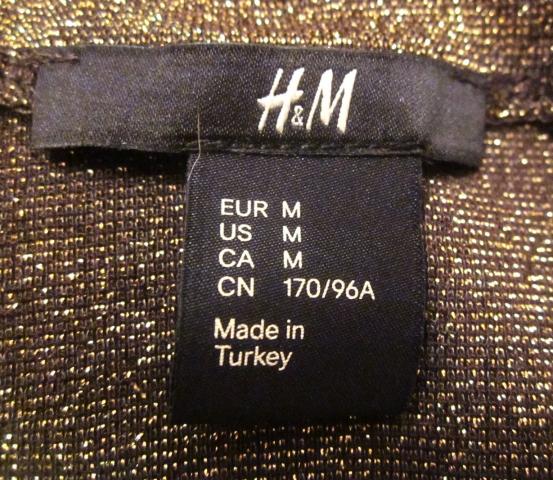 H&M
EUR M
US M
CA M
CN 170/96A
Made in
Turkey